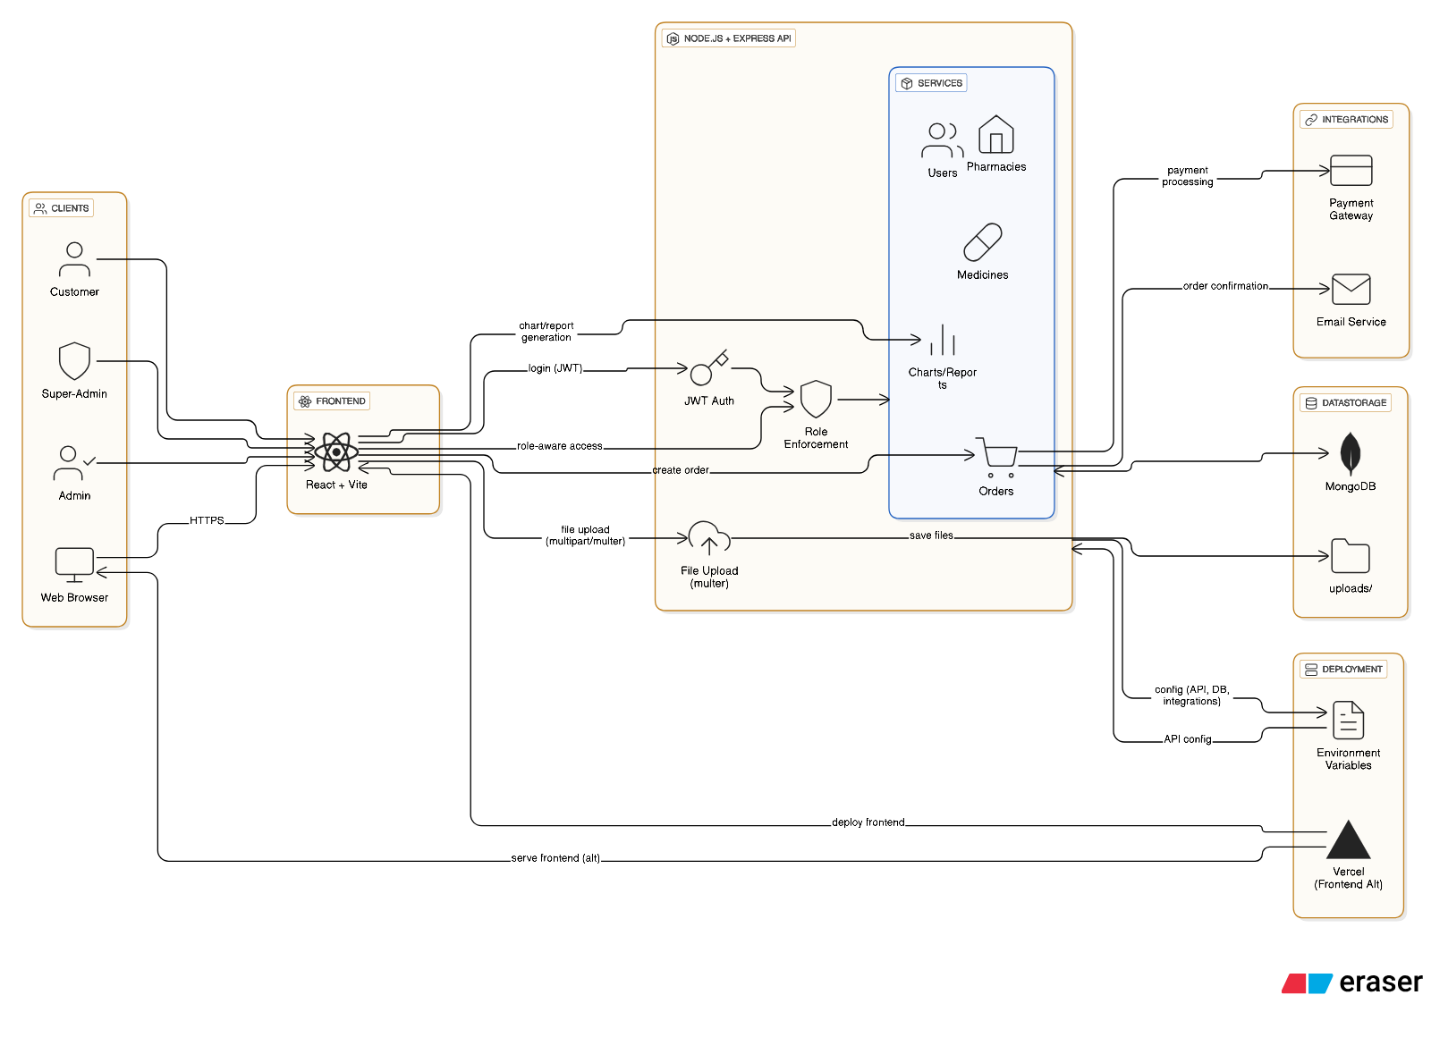 NODE.JS + EXPRESS API
SERVICES
Users
Pharmacies
Medicines
Charts/Repor
ts
Orders
INTEGRATIONS
payment
processing
Payment
Gateway
order confirmation
Email Service
CLIENTS
Customer
Super-Admin
Admin
HTTPS
Web Browser
FRONTEND
React + Vite
chart/report
generation
login (JWT)
JWT Auth
Role
Enforcement
role-aware access
create order
file upload
(multipart/multer)
File Upload
(multer)
save files
DATASTORAGE
MongoDB
uploads/
DEPLOYMENT
config (API, DB,
integrations)
API config
Environment
Variables
deploy frontend
serve frontend (alt)
Vercel
(Frontend Alt)
eraser